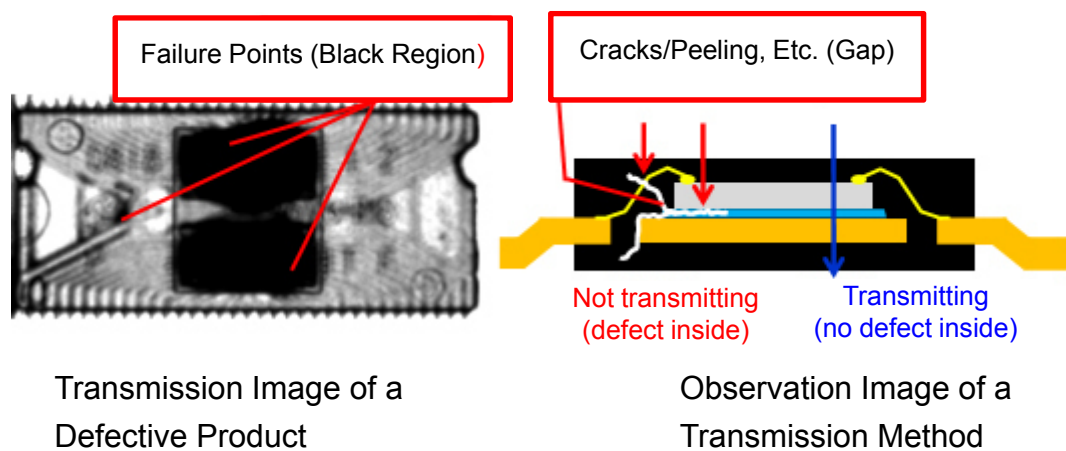 Failure Points (Black Region)
Cracks/Peeling, Etc. (Gap)
Not transmitting
(defect inside)
Transmitting
(no defect inside)
Transmission Image of a
Defective Product
Observation Image of a
Transmission Method